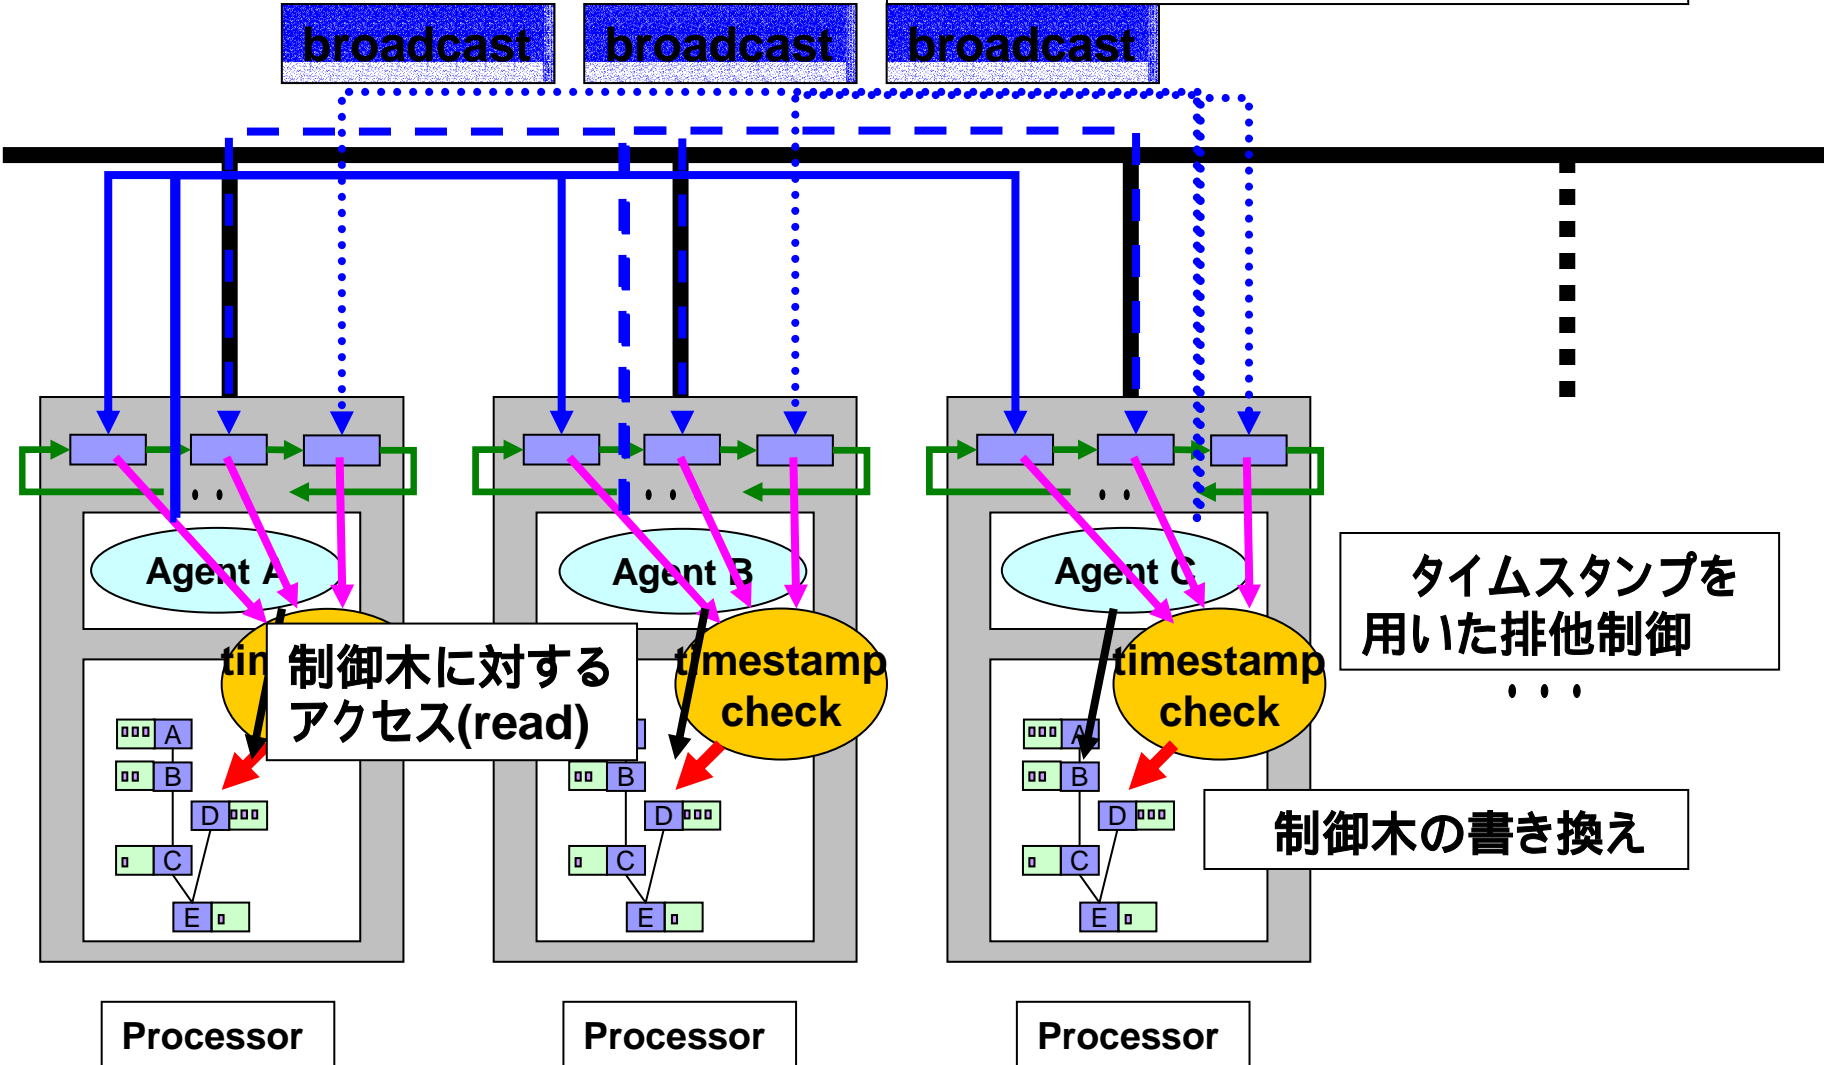 broadcast broadcast broadcast
. . . . . .
Agent A Agent B Agent C
タイムスタンプを
用いた排他制御
. . .
制御木に対する
アクセス(read)
timestamp
check
timestamp
check
A
B
D
C
E
B
D
C
E
A
B
D
C
E
制御木の書き換え
Processor Processor Processor